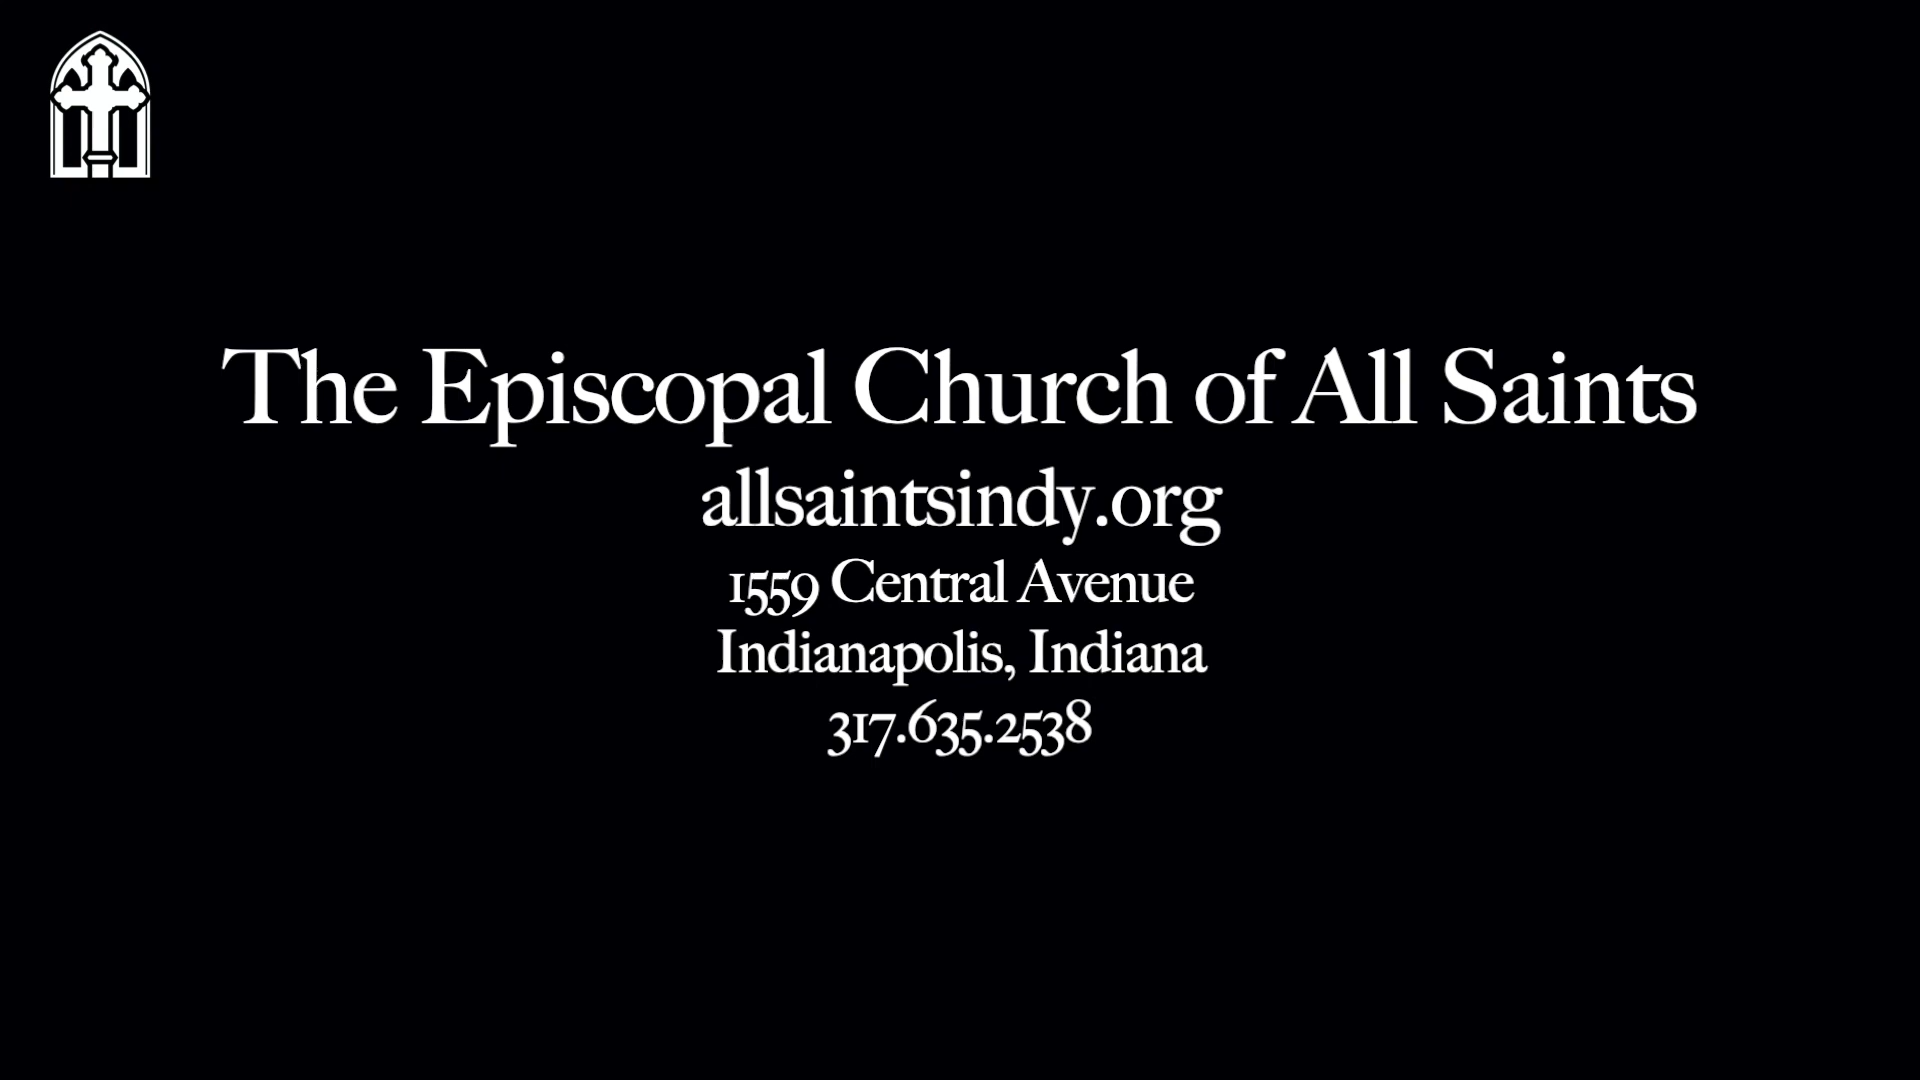 The Episcopal Church of All Saints
allsaintsindy.org
1559 Central Avenue
Indianapolis, Indiana
317.635.2538